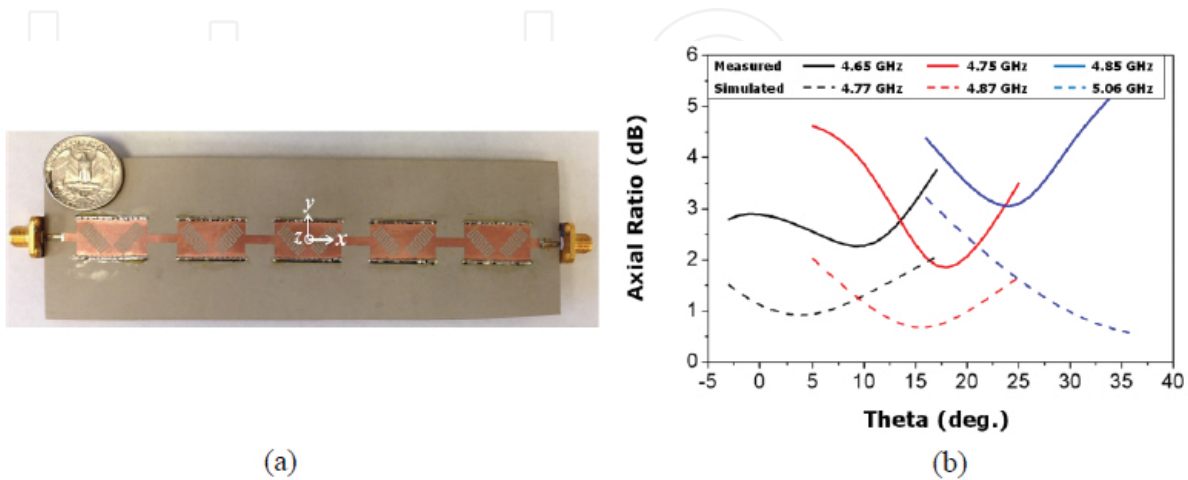 y
z x
(a)
6
5
4
3
2
1
0
Axial Ratio (dB)
Measured 4.65 GHz 4.75 GHz 4.85 GHz
Simulated 4.77 GHz 4.87 GHz 5.06 GHz
-5 0 5 10 15 20 25 30 35 40
Theta (deg.)
(b)